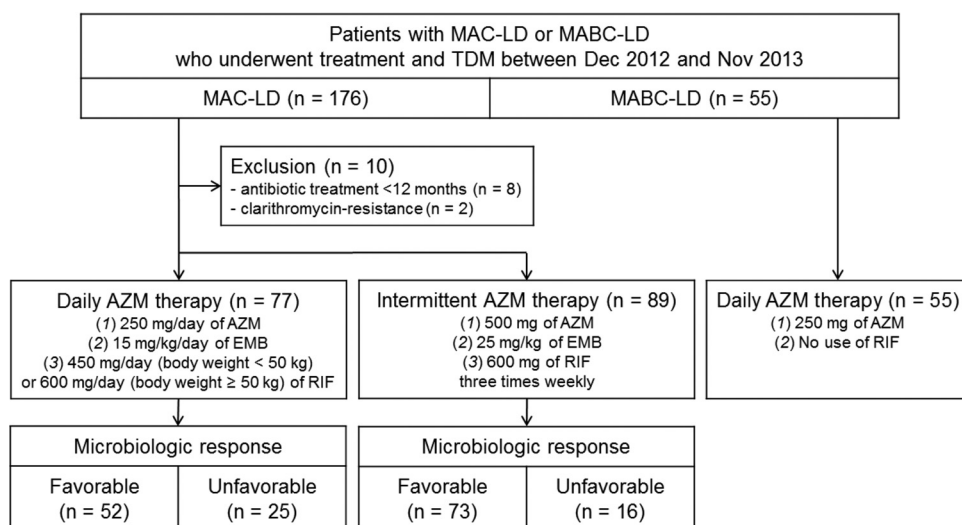 Patients with MAC-LD or MABC-LD
who underwent treatment and TDM between Dec 2012 and Nov 2013
MAC-LD (n = 176)
MABC-LD (n = 55)
Exclusion (n = 10)
- antibiotic treatment <12 months (n = 8)
- clarithromycin-resistance (n = 2)
Daily AZM therapy (n = 77)
(1) 250 mg/day of AZM
(2) 15 mg/kg/day of EMB
(3) 450 mg/day (body weight < 50 kg)
or 600 mg/day (body weight ≥ 50 kg) of RIF
Intermittent AZM therapy (n = 89)
(1) 500 mg of AZM
(2) 25 mg/kg of EMB
(3) 600 mg of RIF
three times weekly
Daily AZM therapy (n = 55)
(1) 250 mg of AZM
(2) No use of RIF
Microbiologic response
Favorable
(n = 52)
Unfavorable
(n = 25)
Microbiologic response
Favorable
(n = 73)
Unfavorable
(n = 16)